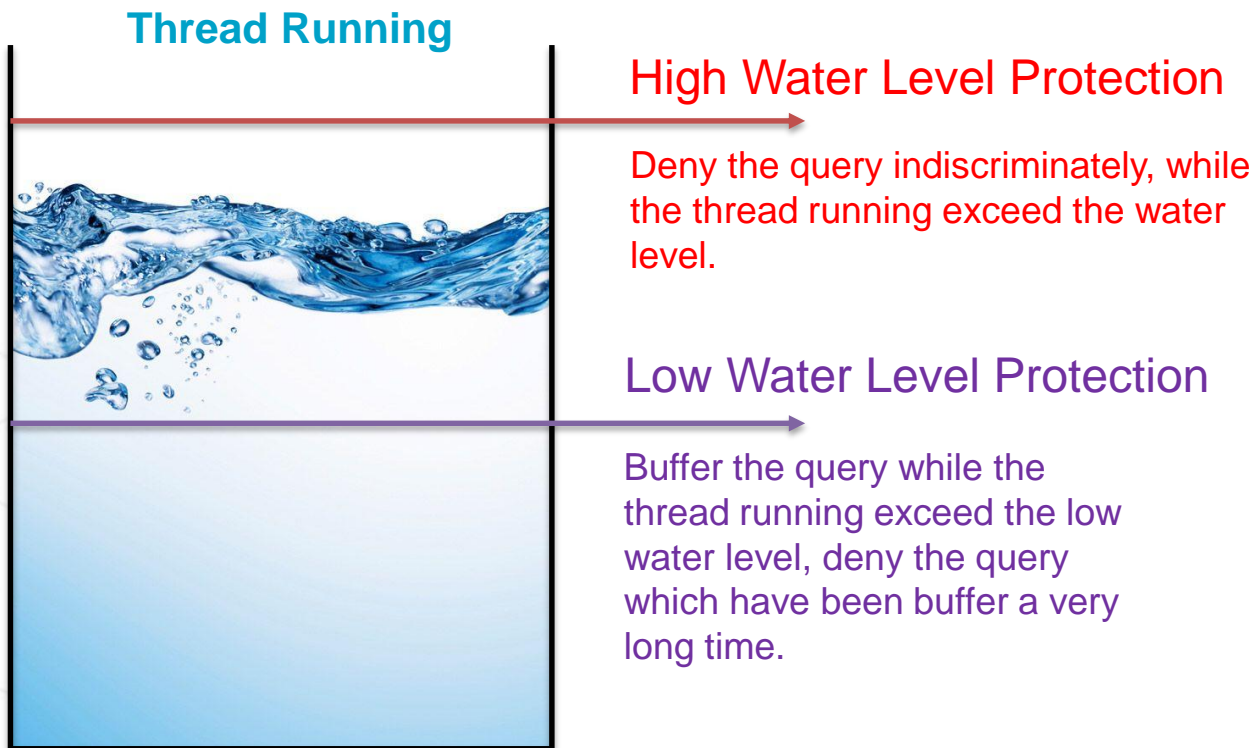 Thread Running
High Water Level Protection
Deny the query indiscriminately, while
the thread running exceed the water
level.
Low Water Level Protection
Buffer the query while the
thread running exceed the low
water level, deny the query
which have been buffer a very
long time.